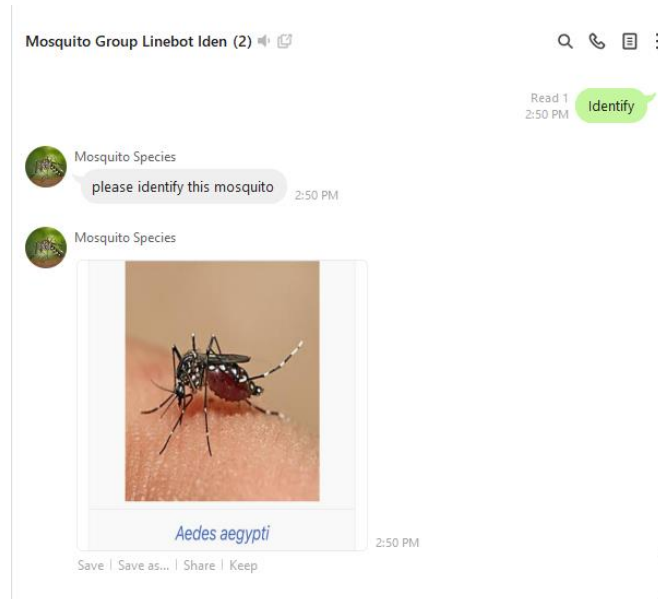 Mosquito Group Linebot Iden (2)
Read 1
2:50 PM
Identify
Mosquito Species
please identify this mosquito
2:50 PM
Mosquito Species
Aedes aegypti
2:50 PM
Save | Save as... | Share | Keep